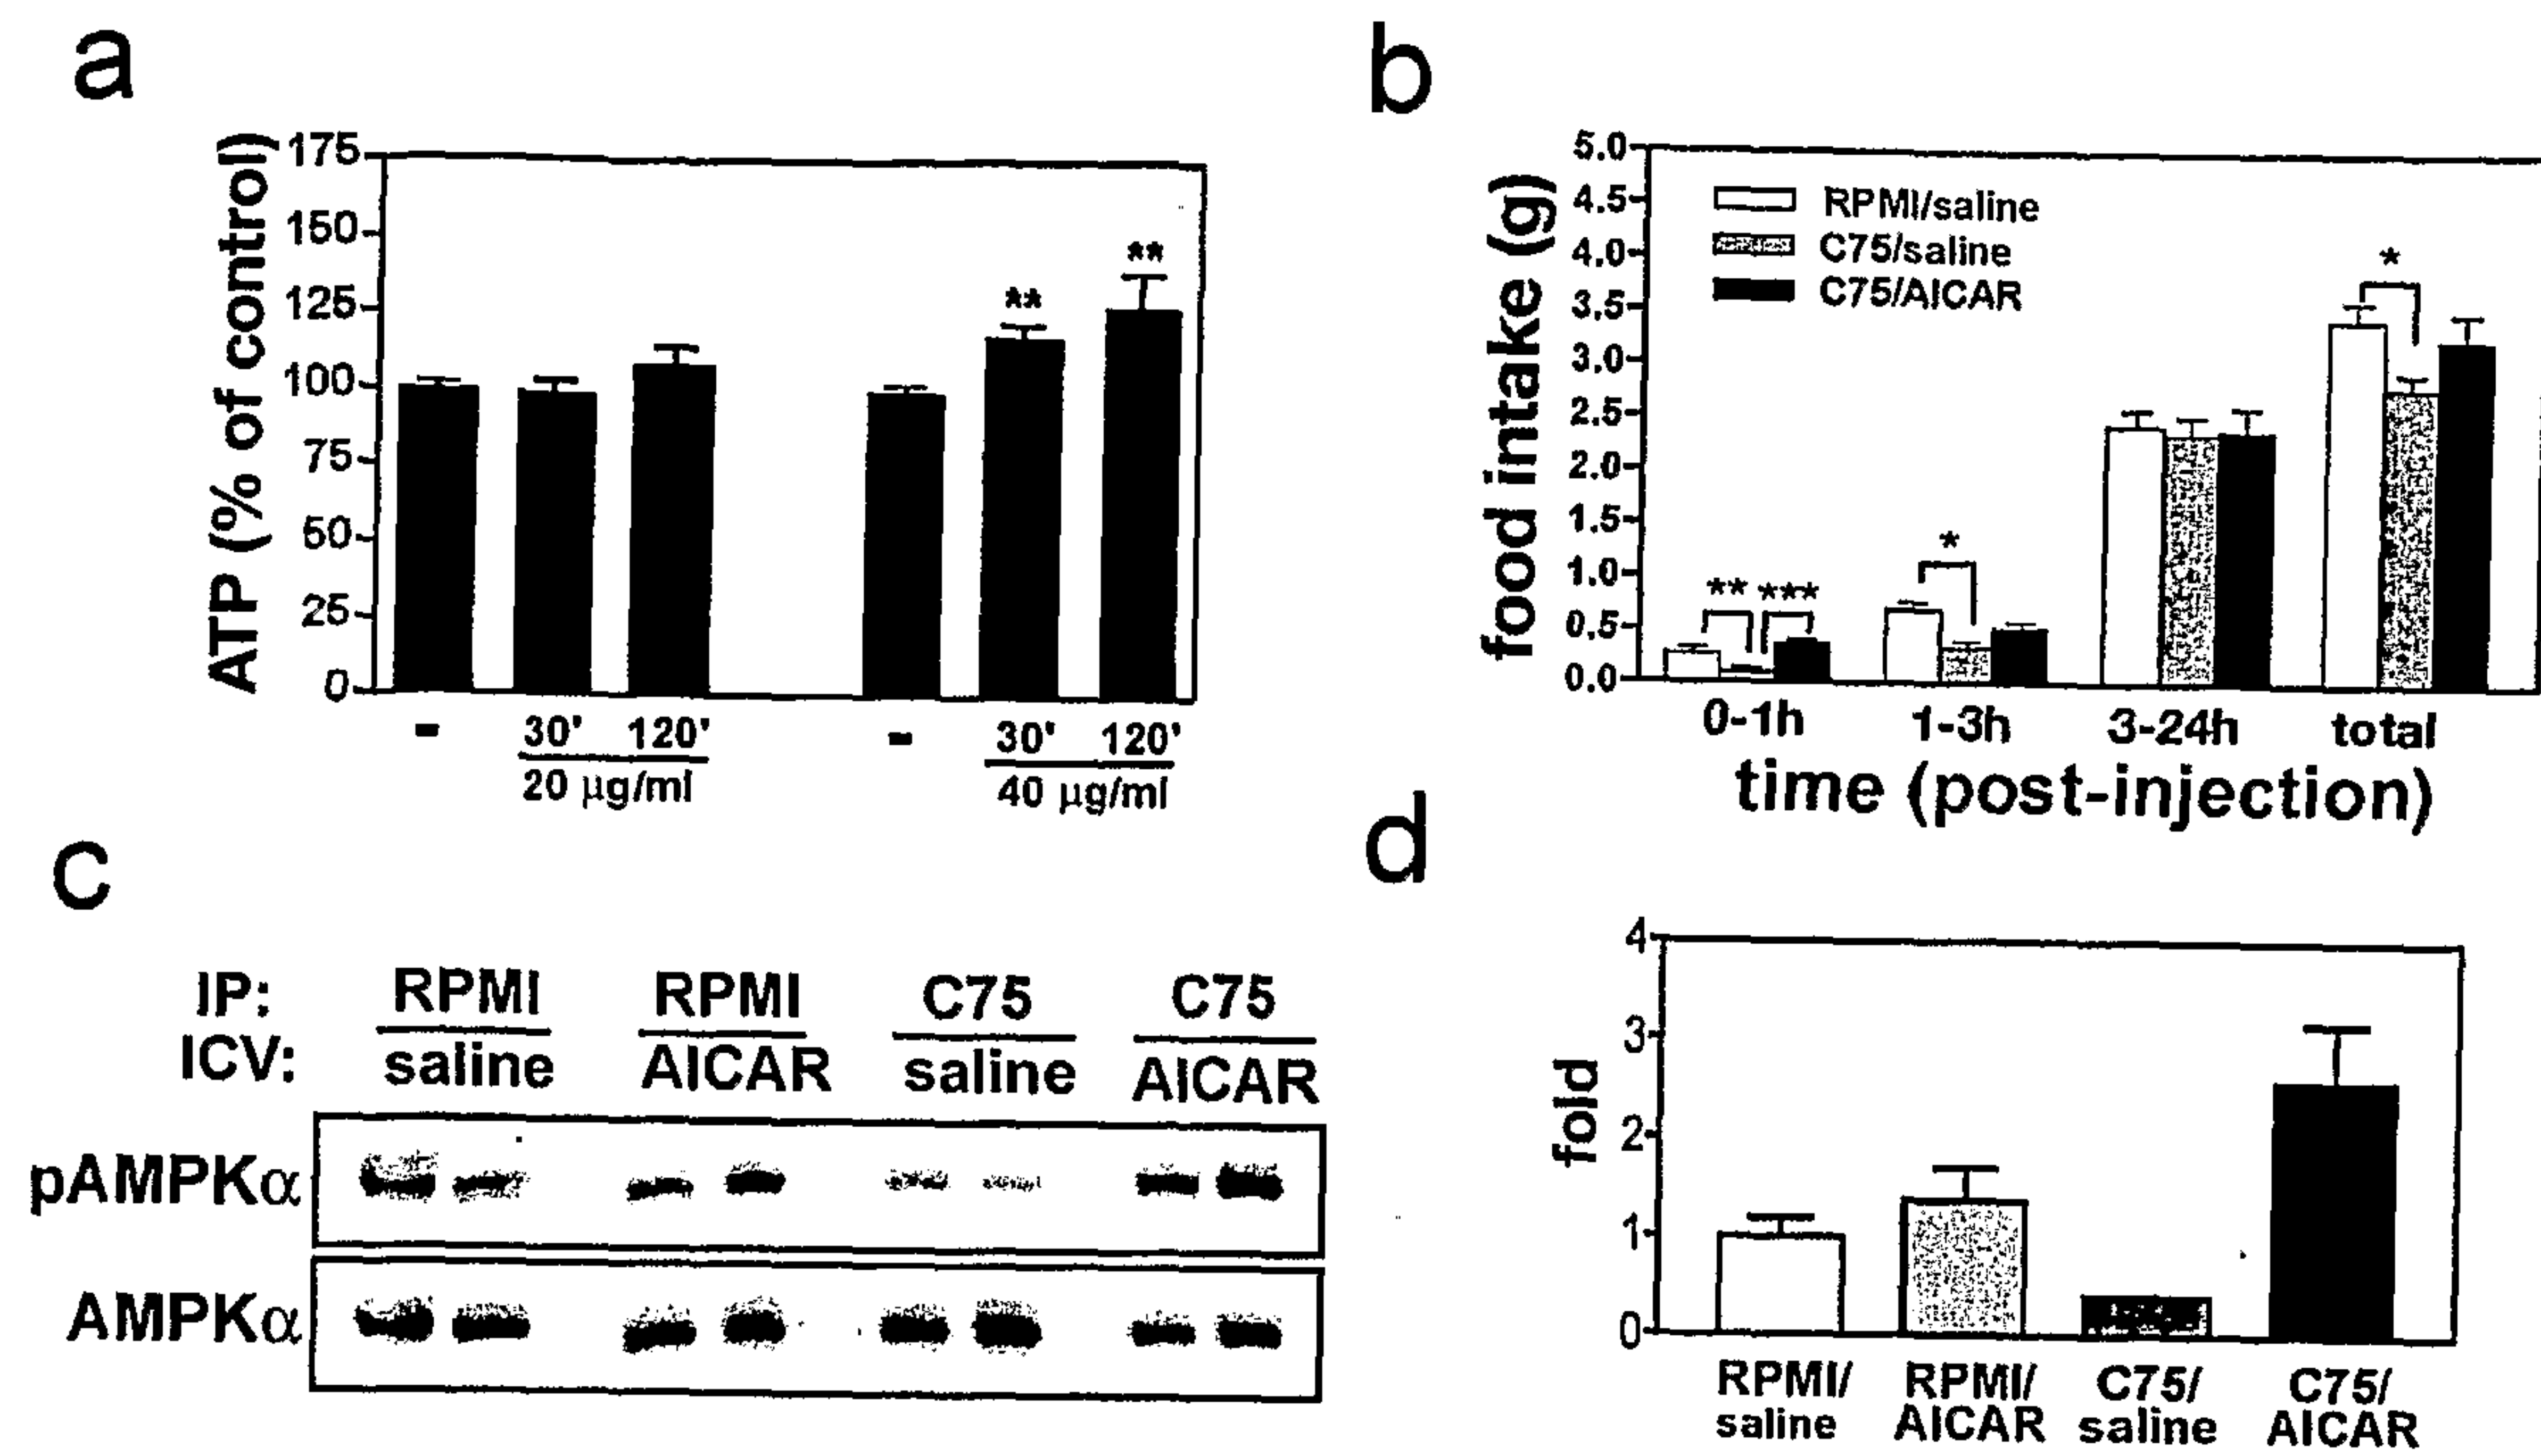 a
ATP (% of control)
175
150
125
100
75
50
25
0
**
**
- 30' 120' - 30' 120'
20 µg/ml 40 µg/ml
b
food intake (g)
5.0
4.5
4.0
3.5
3.0
2.5
2.0
1.5
1.0
0.5
0.0
RPMI/saline
C75/saline
C75/AICAR
** ***
*
*
0-1h 1-3h 3-24h total
time (post-injection)
c
IP: RPMI RPMI C75 C75
ICV: saline AICAR saline AICAR
pAMPKα
AMPKα
d
fold
4
3
2
1
0
RPMI/ RPMI/ C75/ C75/
saline AICAR saline AICAR